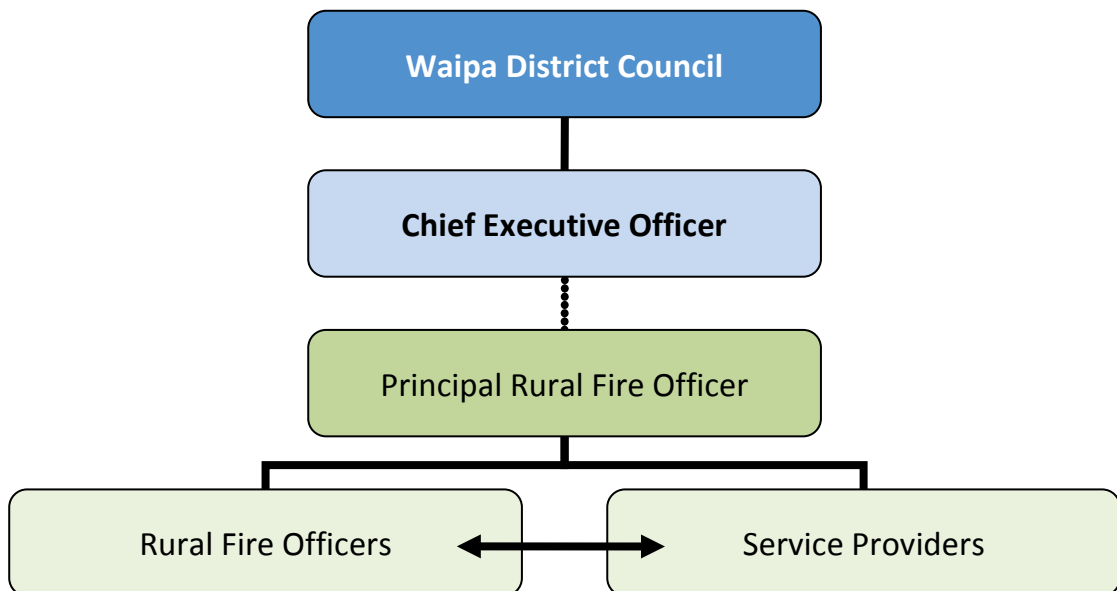 Waipa District Council
Chief Executive Officer
Principal Rural Fire Officer
Rural Fire Officers
Service Providers